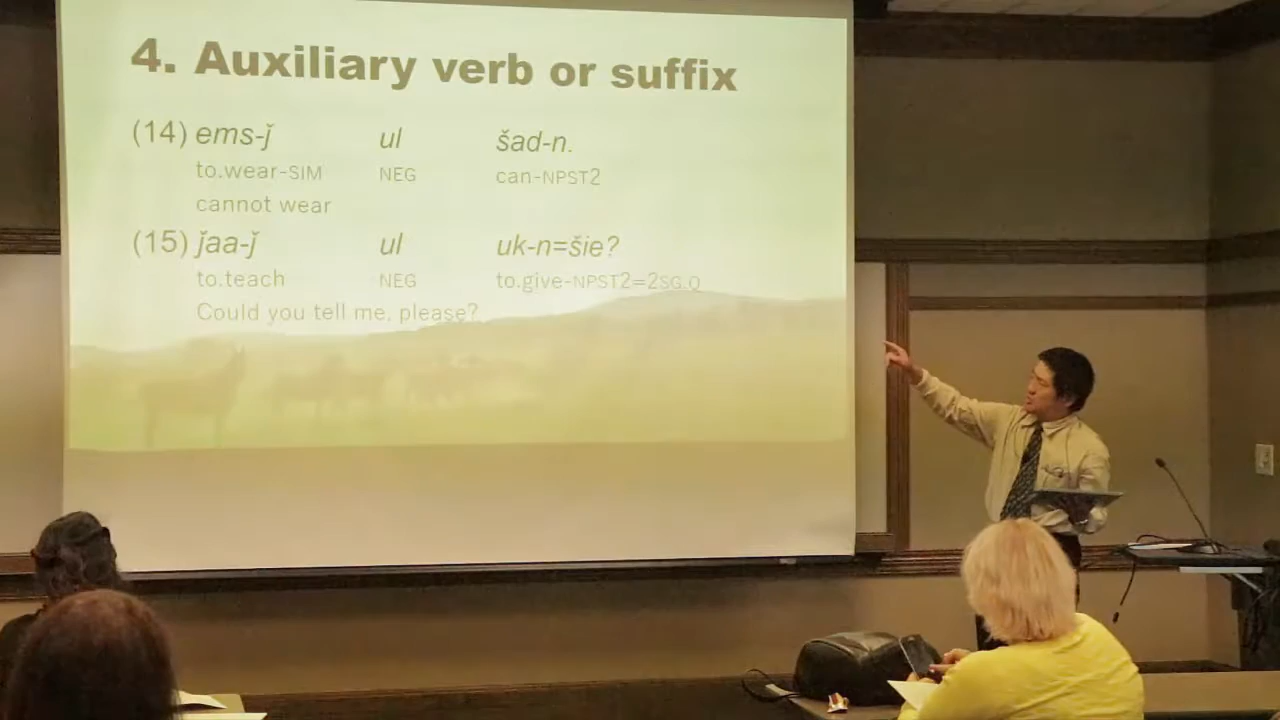 4. Auxiliary verb or suffix
(14) ems-ǰ ul šad-n.
to.wear-SIM NEG can-NPST2
cannot wear
(15) ǰaa-ǰ ul uk-n=šie?
to.teach NEG to.give-NPST2=2SG.Q
Could you tell me, please?